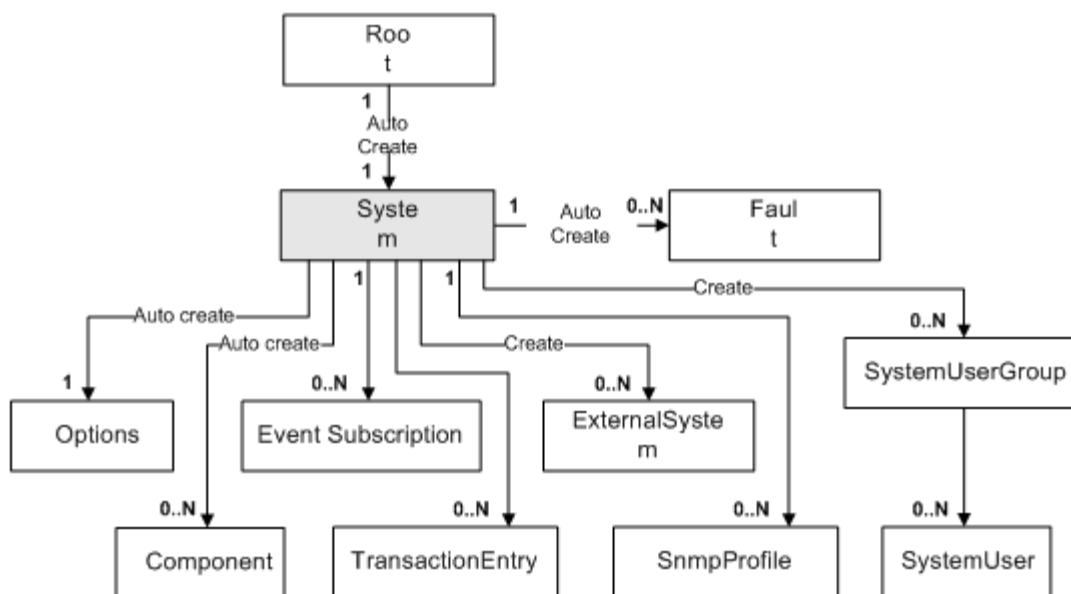 Roo
t
1
Auto
Create
1
Syste
m
1
Auto
Create
0..N
Faul
t
1
1
Create
Auto create
Auto create
Create
0..N
SystemUserGroup
1
0..N
0..N
Options
Event Subscription
ExternalSyste
m
0..N
0..N
0..N
0..N
Component
TransactionEntry
SnmpProfile
SystemUser